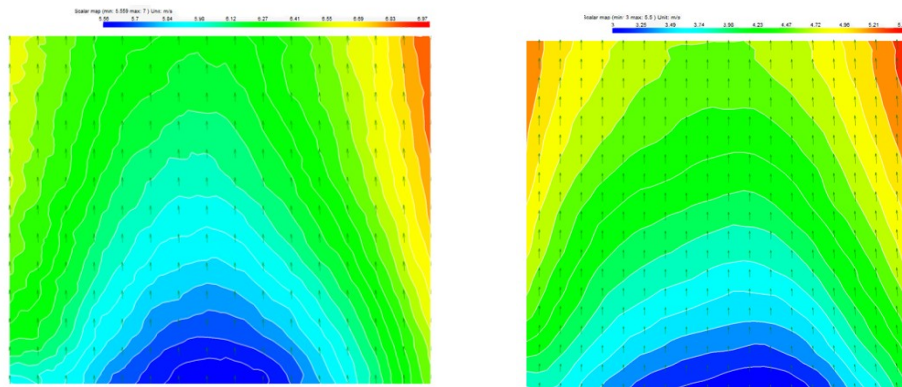 Scalar map (min: 5.559 max: 7 ) Unit: m/s
5.56 5.7 5.84 5.98 6.12 6.27 6.41 6.55 6.69 6.83 6.97
Scalar map (min: 3 max: 5.5 ) Unit: m/s
3 3.25 3.49 3.74 3.98 4.23 4.47 4.72 4.96 5.21